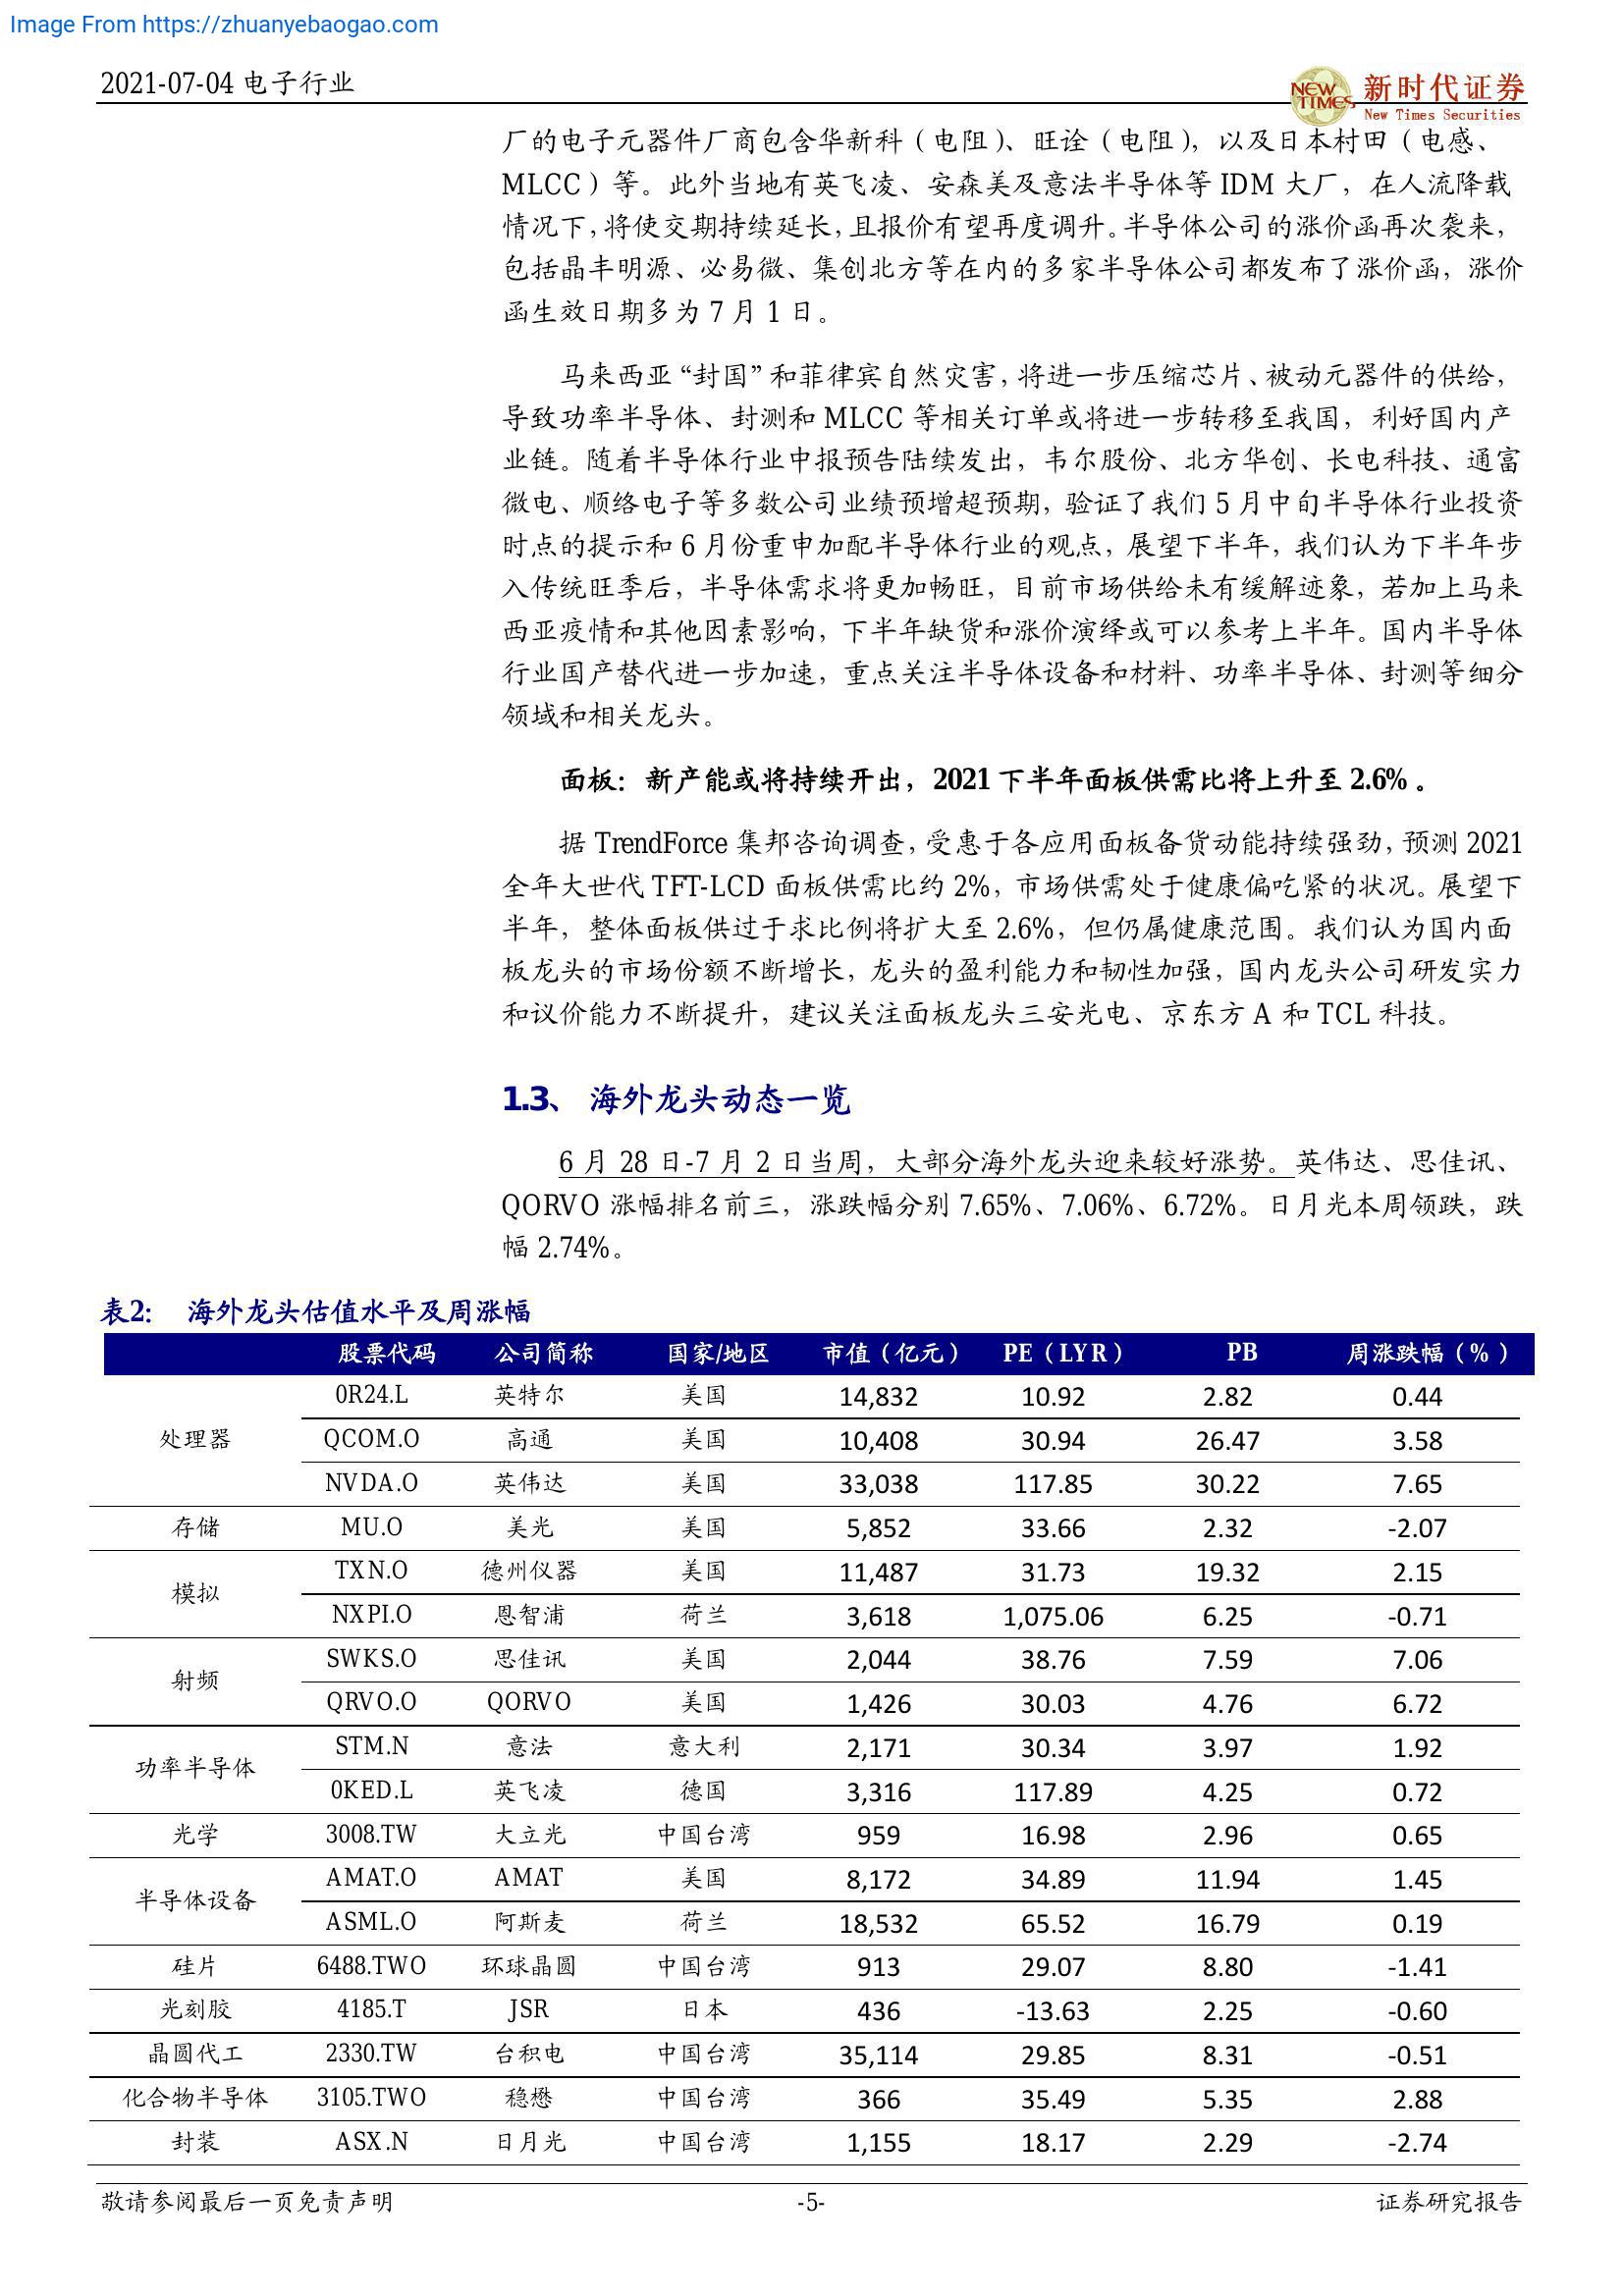 Image From https://zhuanyebaogao.com
2021-07-04 电子行业
NEW TIMES 新时代证券
New Times Securities
厂的电子元器件厂商包含华新科（电阻）、旺诠（电阻），以及日本村田（电感、
MLCC）等。此外当地有英飞凌、安森美及意法半导体等 IDM 大厂，在人流降载
情况下，将使交期持续延长，且报价有望再度调升。半导体公司的涨价函再次袭来，
包括晶丰明源、必易微、集创北方等在内的多家半导体公司都发布了涨价函，涨价
函生效日期多为 7 月 1 日。
马来西亚“封国”和菲律宾自然灾害，将进一步压缩芯片、被动元器件的供给，
导致功率半导体、封测和 MLCC 等相关订单或将进一步转移至我国，利好国内产
业链。随着半导体行业中报预告陆续发出，韦尔股份、北方华创、长电科技、通富
微电、顺络电子等多数公司业绩预增超预期，验证了我们 5 月中旬半导体行业投资
时点的提示和 6 月份重申加配半导体行业的观点，展望下半年，我们认为下半年步
入传统旺季后，半导体需求将更加畅旺，目前市场供给未有缓解迹象，若加上马来
西亚疫情和其他因素影响，下半年缺货和涨价演绎或可以参考上半年。国内半导体
行业国产替代进一步加速，重点关注半导体设备和材料、功率半导体、封测等细分
领域和相关龙头。
面板：新产能或将持续开出，2021 下半年面板供需比将上升至 2.6%。
据 TrendForce 集邦咨询调查，受惠于各应用面板备货动能持续强劲，预测 2021
全年大世代 TFT-LCD 面板供需比约 2%，市场供需处于健康偏吃紧的状况。展望下
半年，整体面板供过于求比例将扩大至 2.6%，但仍属健康范围。我们认为国内面
板龙头的市场份额不断增长，龙头的盈利能力和韧性加强，国内龙头公司研发实力
和议价能力不断提升，建议关注面板龙头三安光电、京东方 A 和 TCL 科技。
1.3、 海外龙头动态一览
6 月 28 日-7 月 2 日当周，大部分海外龙头迎来较好涨势。英伟达、思佳讯、
QORVO 涨幅排名前三，涨跌幅分别 7.65%、7.06%、6.72%。日月光本周领跌，跌
幅 2.74%。
表2： 海外龙头估值水平及周涨幅
股票代码 公司简称 国家/地区 市值（亿元） PE（LYR） PB 周涨跌幅（%）
0R24.L 英特尔 美国 14,832 10.92 2.82 0.44
处理器 QCOM.O 高通 美国 10,408 30.94 26.47 3.58
NVDA.O 英伟达 美国 33,038 117.85 30.22 7.65
存储 MU.O 美光 美国 5,852 33.66 2.32 -2.07
模拟 TXN.O 德州仪器 美国 11,487 31.73 19.32 2.15
NXPI.O 恩智浦 荷兰 3,618 1,075.06 6.25 -0.71
射频 SWKS.O 思佳讯 美国 2,044 38.76 7.59 7.06
QRVO.O QORVO 美国 1,426 30.03 4.76 6.72
功率半导体 STM.N 意法 意大利 2,171 30.34 3.97 1.92
0KED.L 英飞凌 德国 3,316 117.89 4.25 0.72
光学 3008.TW 大立光 中国台湾 959 16.98 2.96 0.65
半导体设备 AMAT.O AMAT 美国 8,172 34.89 11.94 1.45
ASML.O 阿斯麦 荷兰 18,532 65.52 16.79 0.19
硅片 6488.TWO 环球晶圆 中国台湾 913 29.07 8.80 -1.41
光刻胶 4185.T JSR 日本 436 -13.63 2.25 -0.60
晶圆代工 2330.TW 台积电 中国台湾 35,114 29.85 8.31 -0.51
化合物半导体 3105.TWO 稳懋 中国台湾 366 35.49 5.35 2.88
封装 ASX.N 日月光 中国台湾 1,155 18.17 2.29 -2.74
敬请参阅最后一页免责声明 -5- 证券研究报告